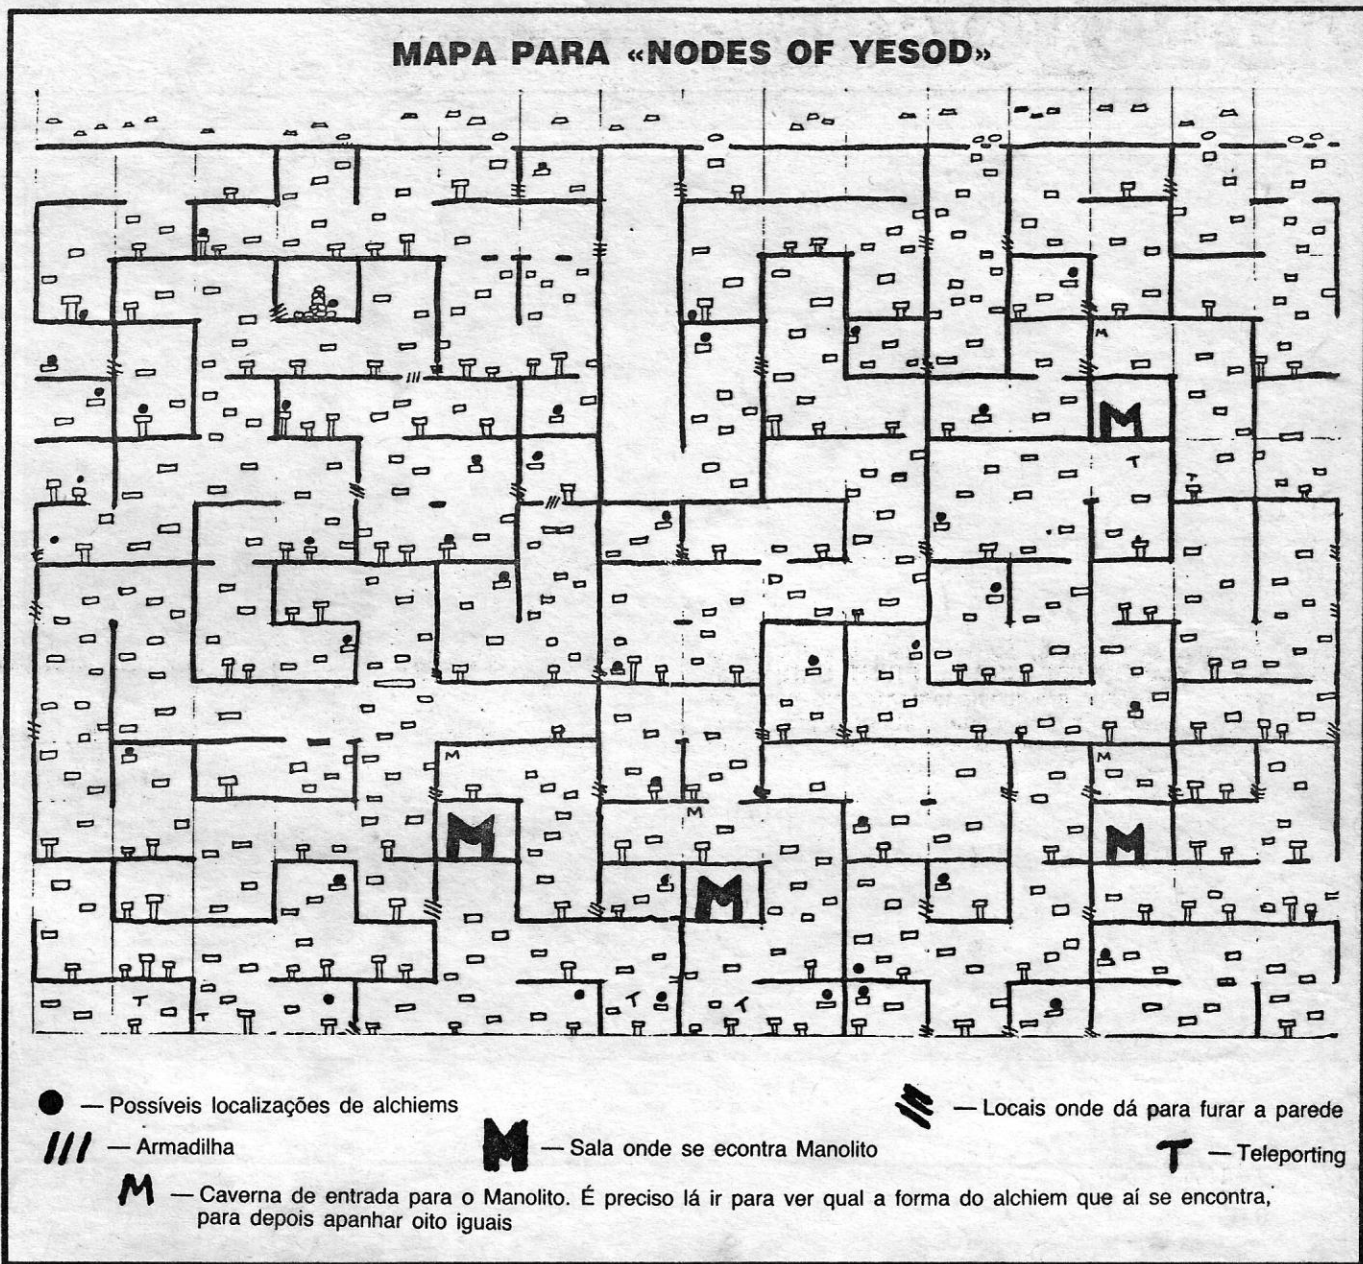 MAPA PARA «NODES OF YESOD»
M
T
T
M
M
M
M
M
M
M
M
T
T
T
T
— Possíveis localizações de alchiems
— Locais onde dá para furar a parede
— Armadilha
M — Sala onde se econtra Manolito
T — Teleporting
M — Caverna de entrada para o Manolito. É preciso lá ir para ver qual a forma do alchiem que aí se encontra,
para depois apanhar oito iguais